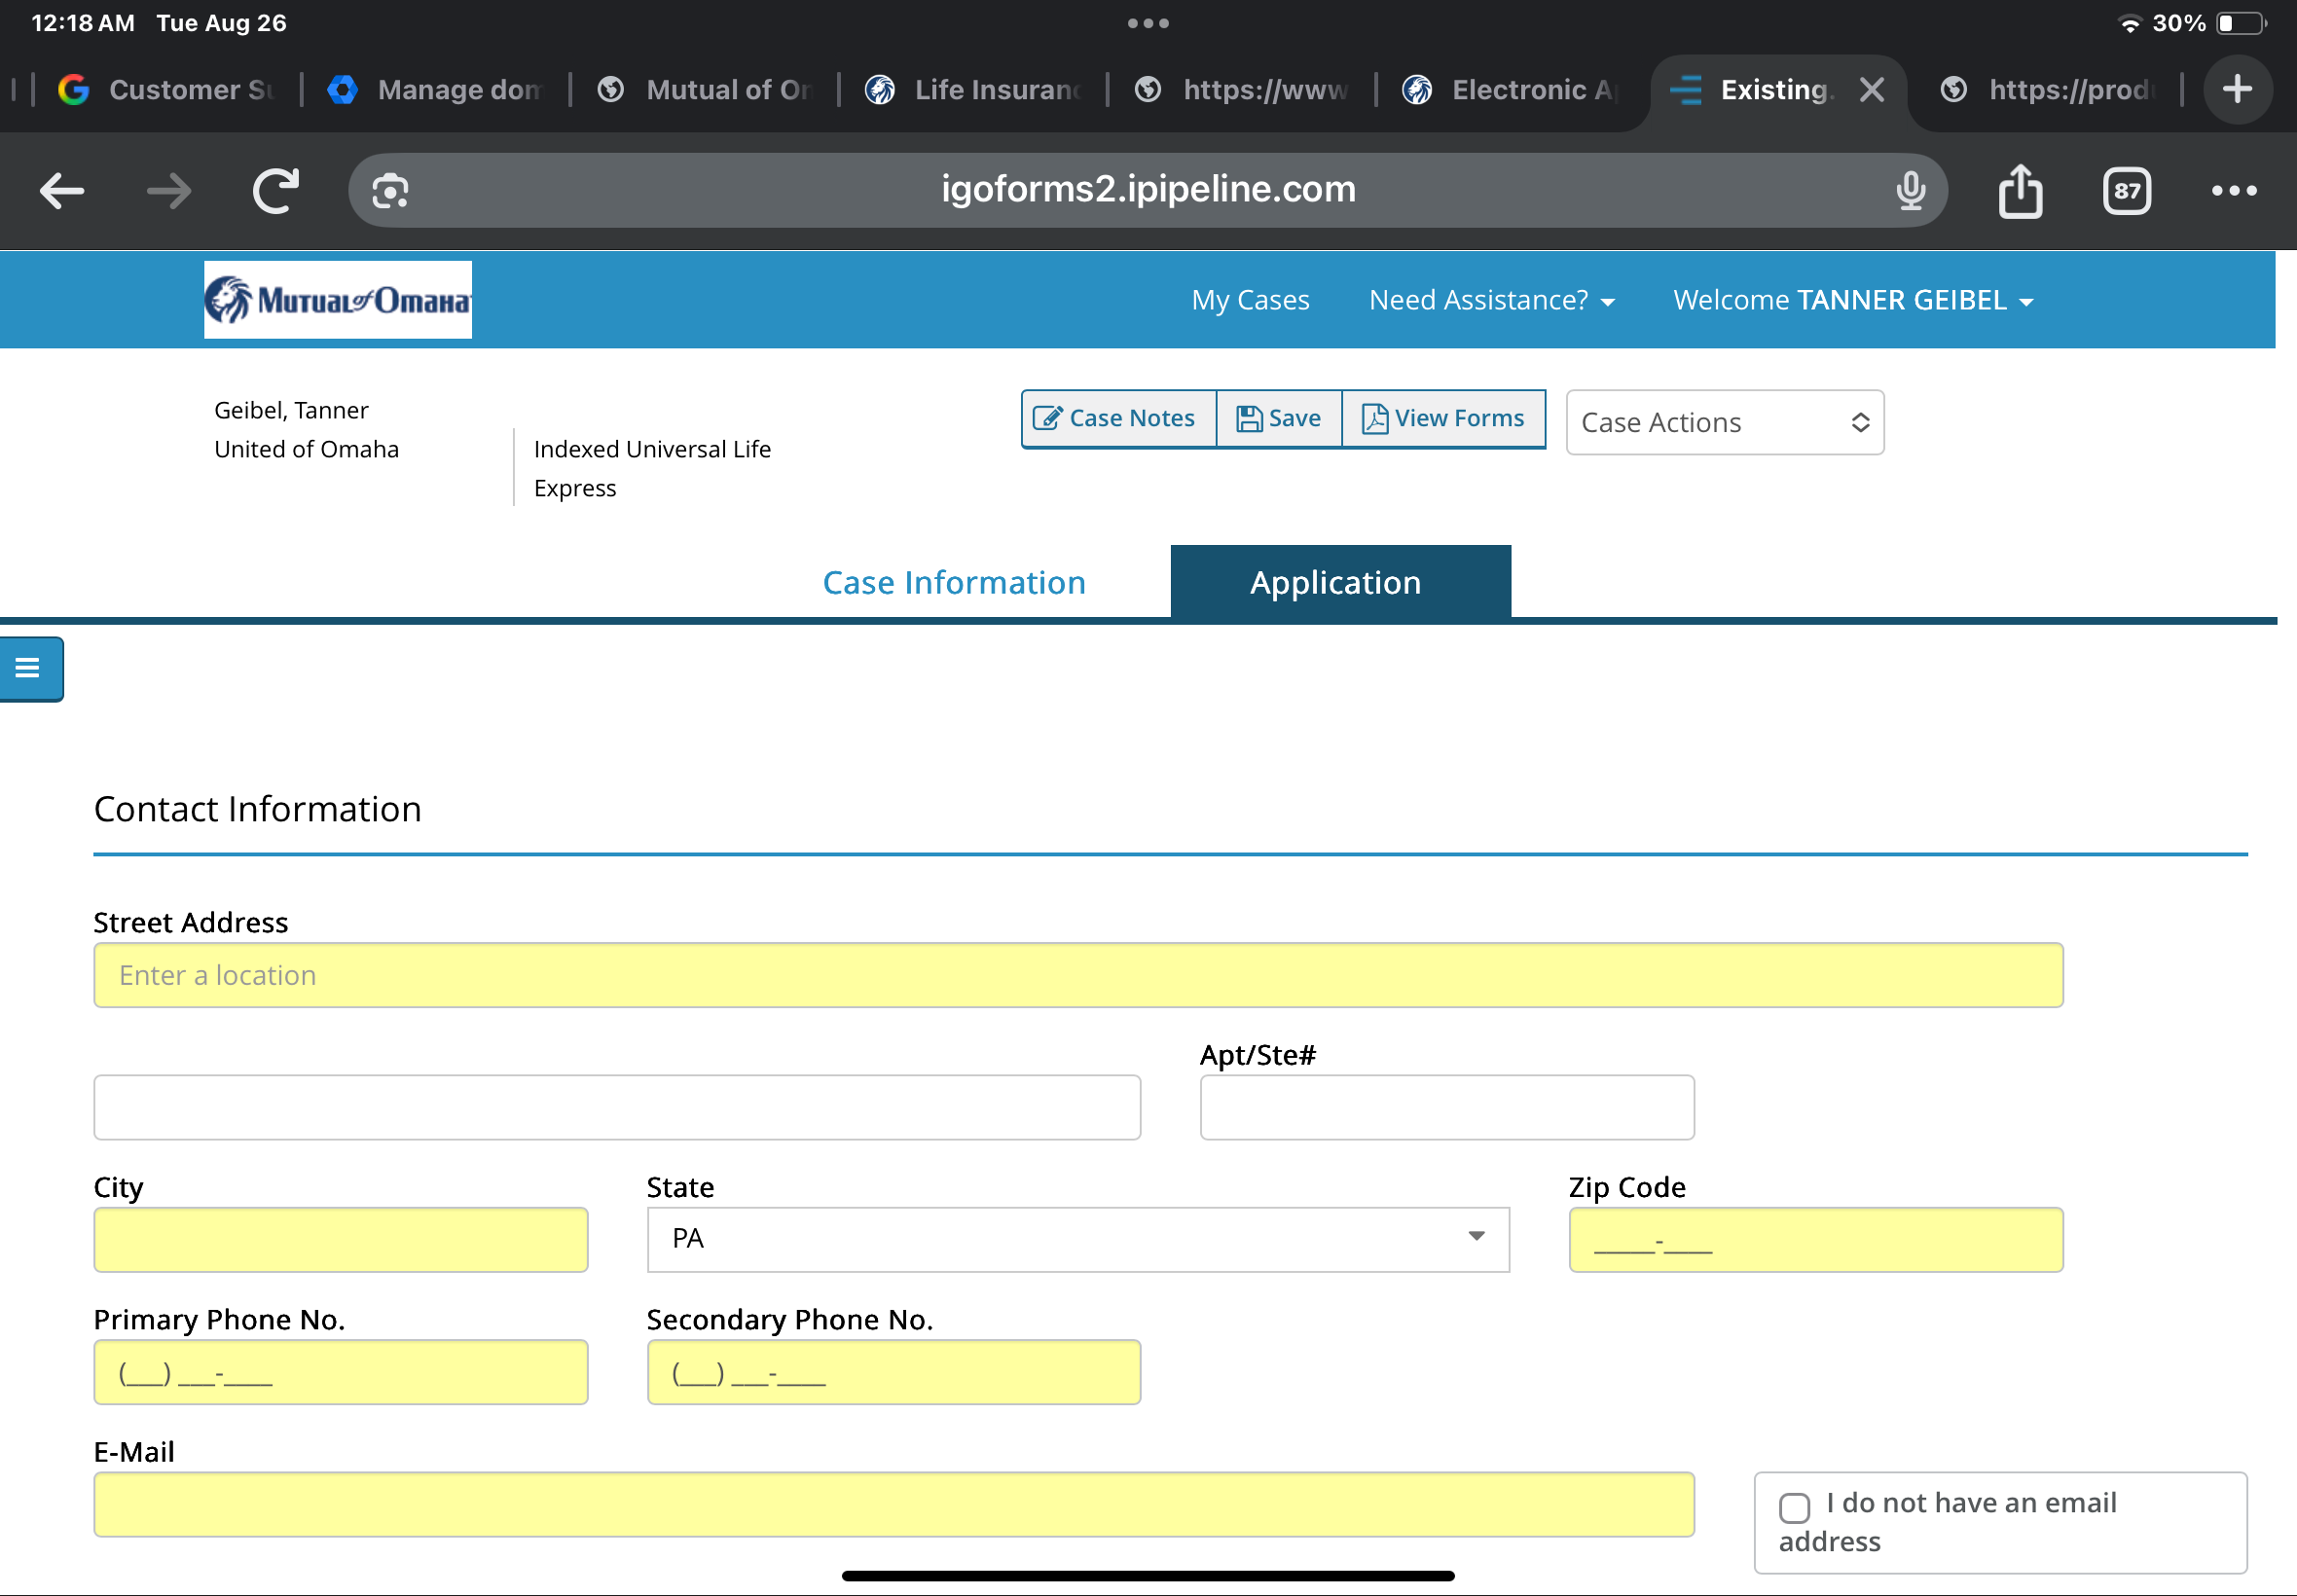 12:18 AM Tue Aug 26
30%
Customer Su
Manage dom
Mutual of Om
Life Insuranc
https://www
Electronic Ap
Existing.
https://prod
igoforms2.ipipeline.com
87
Mutual of Omaha
My Cases
Need Assistance?
Welcome TANNER GEIBEL
Geibel, Tanner
United of Omaha
Indexed Universal Life
Express
Case Notes
Save
View Forms
Case Actions
Case Information
Application
Contact Information
Street Address
Enter a location
Apt/Ste#
City
State
Zip Code
PA
_____-____
Primary Phone No.
Secondary Phone No.
(___) ___-____
(___) ___-____
E-Mail
I do not have an email
address